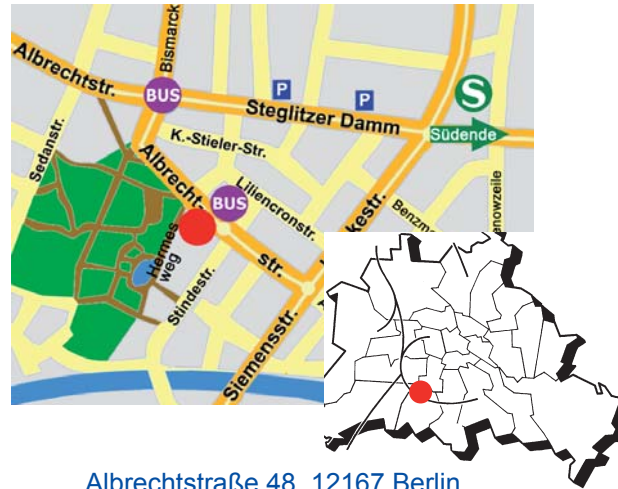 Albrechtstr.
Bismarck
BUS
P
P
Steglitzer Damm
S
Südende
Sedanstr.
K.-Stieler-Str.
Albrecht-
str.
BUS
Liliencronstr.
Hermes
weg
Stindestr.
Siemensstr.
Albrechtstraße 48, 12167 Berlin